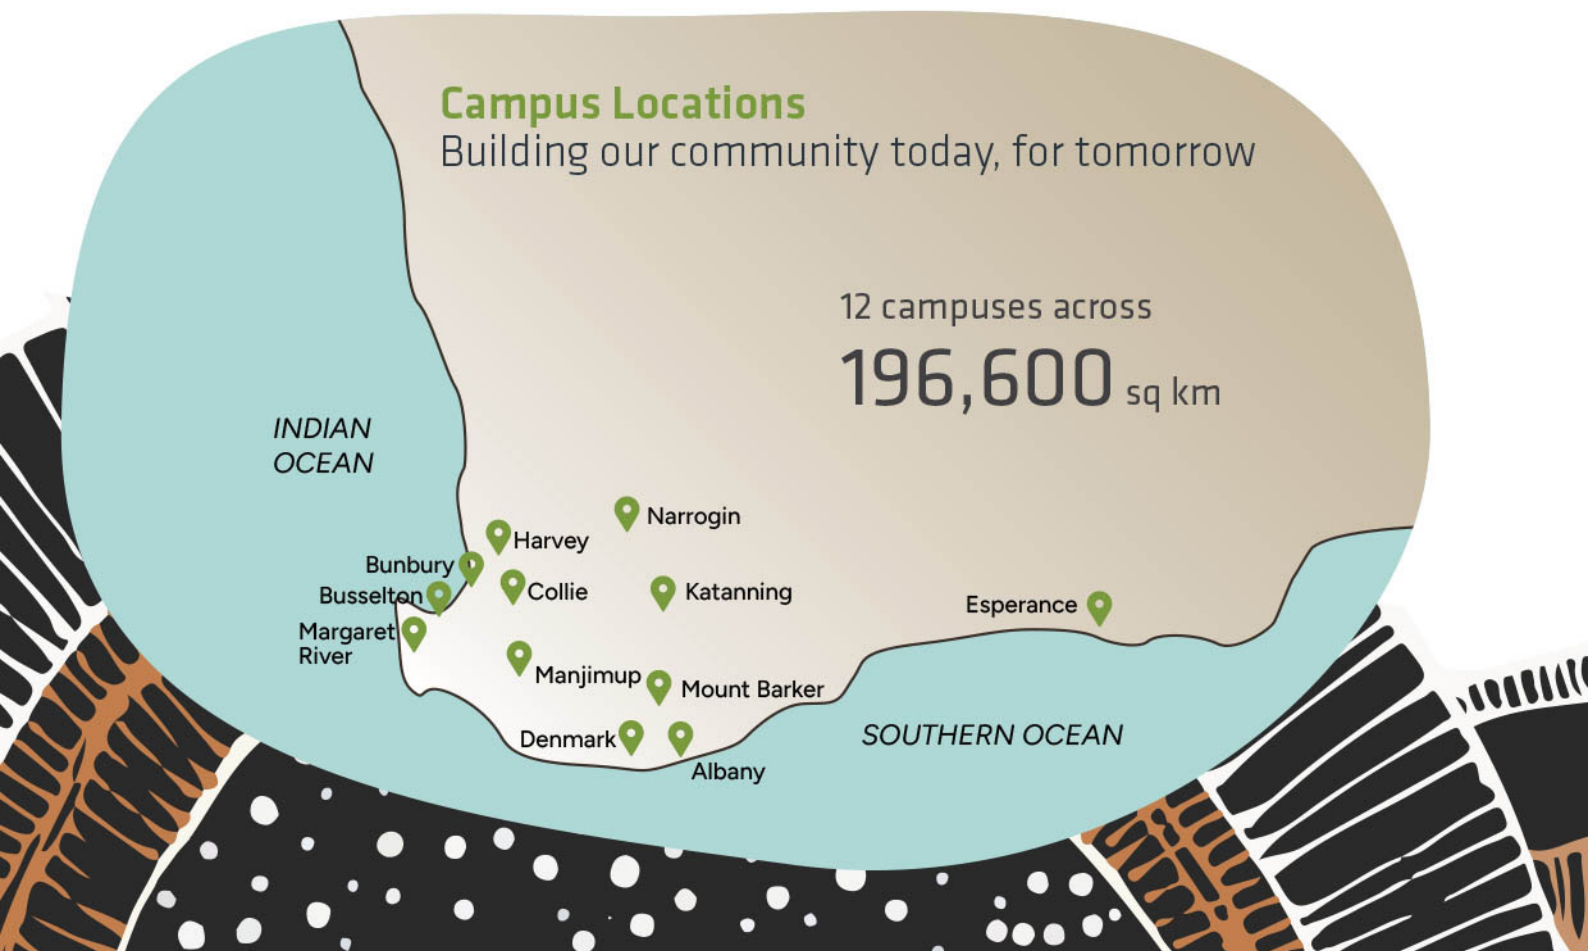 Campus Locations
Building our community today, for tomorrow
12 campuses across
196,600 sq km
INDIAN
OCEAN
Narrogin
Harvey
Bunbury
Collie
Busselton
Katanning
Esperance
Margaret
River
Manjimup
Mount Barker
Denmark
Albany
SOUTHERN OCEAN